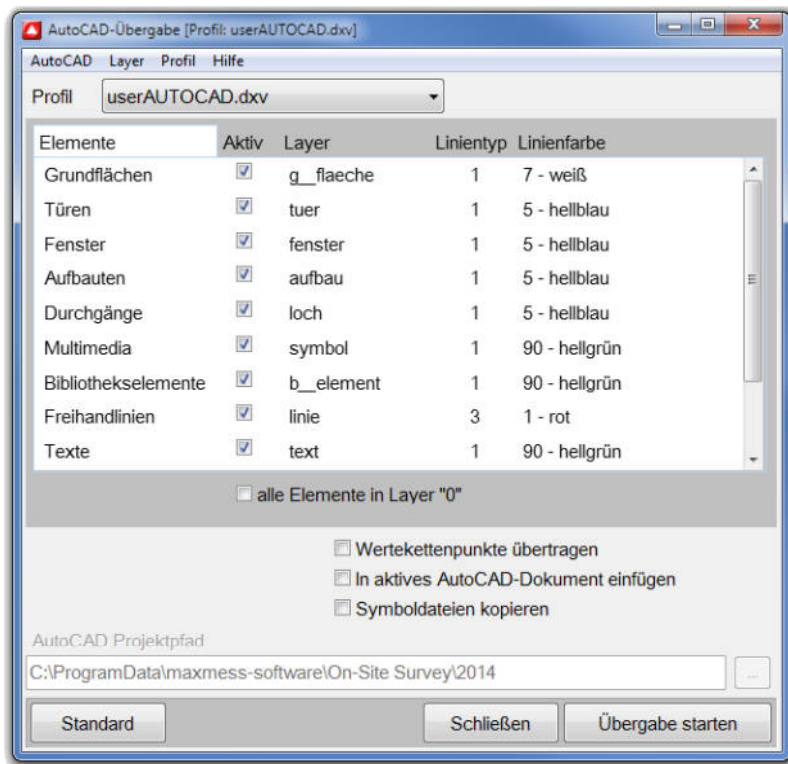 AutoCAD-Übergabe [Profil: userAUTOCAD.dxv]
AutoCAD Layer Profil Hilfe
Profil userAUTOCAD.dxv
Elemente Aktiv Layer Linientyp Linienfarbe
Grundflächen g__flaeche 1 7 - weiß
Türen tuer 1 5 - hellblau
Fenster fenster 1 5 - hellblau
Aufbauten aufbau 1 5 - hellblau
Durchgänge loch 1 5 - hellblau
Multimedia symbol 1 90 - hellgrün
Bibliothekselemente b__element 1 90 - hellgrün
Freihandlinien linie 3 1 - rot
Texte text 1 90 - hellgrün
alle Elemente in Layer "0"
Wertekettenpunkte übertragen
In aktives AutoCAD-Dokument einfügen
Symboldateien kopieren
AutoCAD Projektpfad
C:\ProgramData\maxmess-software\On-Site Survey\2014 ...
Standard Schließen Übergabe starten